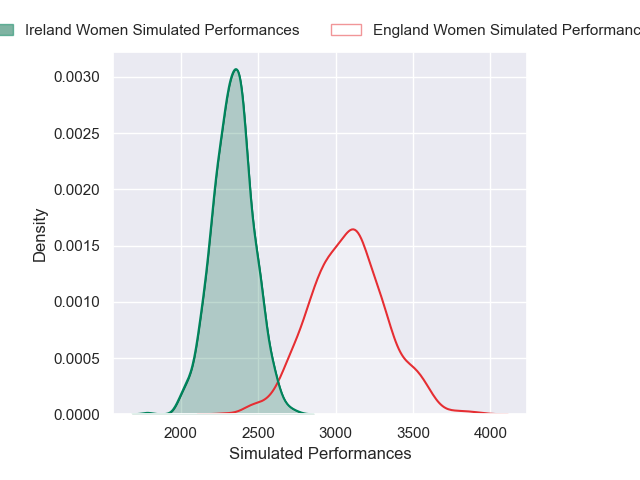 Ireland Women Simulated Performances
England Women Simulated Performanc
0.0030
0.0025
0.0020
0.0015
0.0010
0.0005
0.0000
Density
2000 2500 3000 3500 4000
Simulated Performances